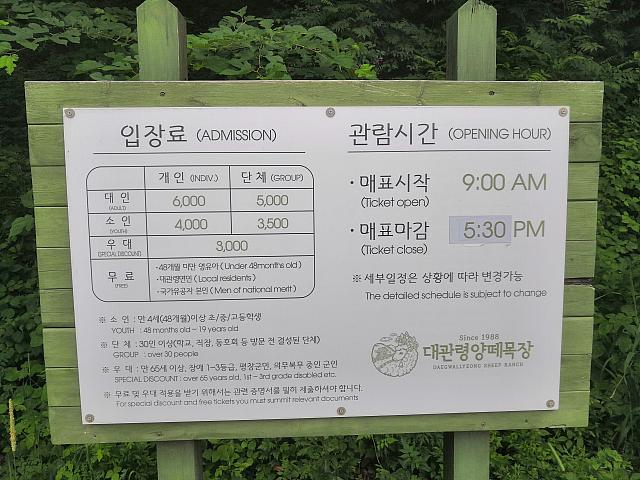 입장료 (ADMISSION)
개 인 (INDIV.) 단 체 (GROUP)
대 인 (ADULT) 6,000 5,000
소 인 (YOUTH) 4,000 3,500
우 대 (SPECIAL DISCOUNT) 3,000
무 료 (FREE)
·48개월 미만 영유아 (Under 48months old)
·대관령면민 (Local residents)
·국가유공자 본인 (Men of national merit)
※ 소 인 : 만 4세(48개월)이상 초/중/고등학생
YOUTH : 48 months old ~ 19 years old
※ 단 체 : 30인 이상(학교, 직장, 동호회 등 방문 전 결성된 단체)
GROUP : over 30 people
※ 우 대 : 만 65세 이상, 장애 1~3등급, 평창군민, 의무복무 중인 군인
SPECIAL DISCOUNT : over 65 years old, 1st ~ 3rd grade disabled etc.
※ 무료 및 우대 적용을 받기 위해서는 관련 증명서를 필히 제출하셔야 합니다.
For special discount and free tickets you must summit relevant documents
관람시간 (OPENING HOUR)
·매표시작 9:00 AM
(Ticket open)
·매표마감 5:30 PM
(Ticket close)
※ 세부일정은 상황에 따라 변경가능
The detailed schedule is subject to change
Since 1988
대관령양떼목장
DAEGWALLYEONG SHEEP RANCH